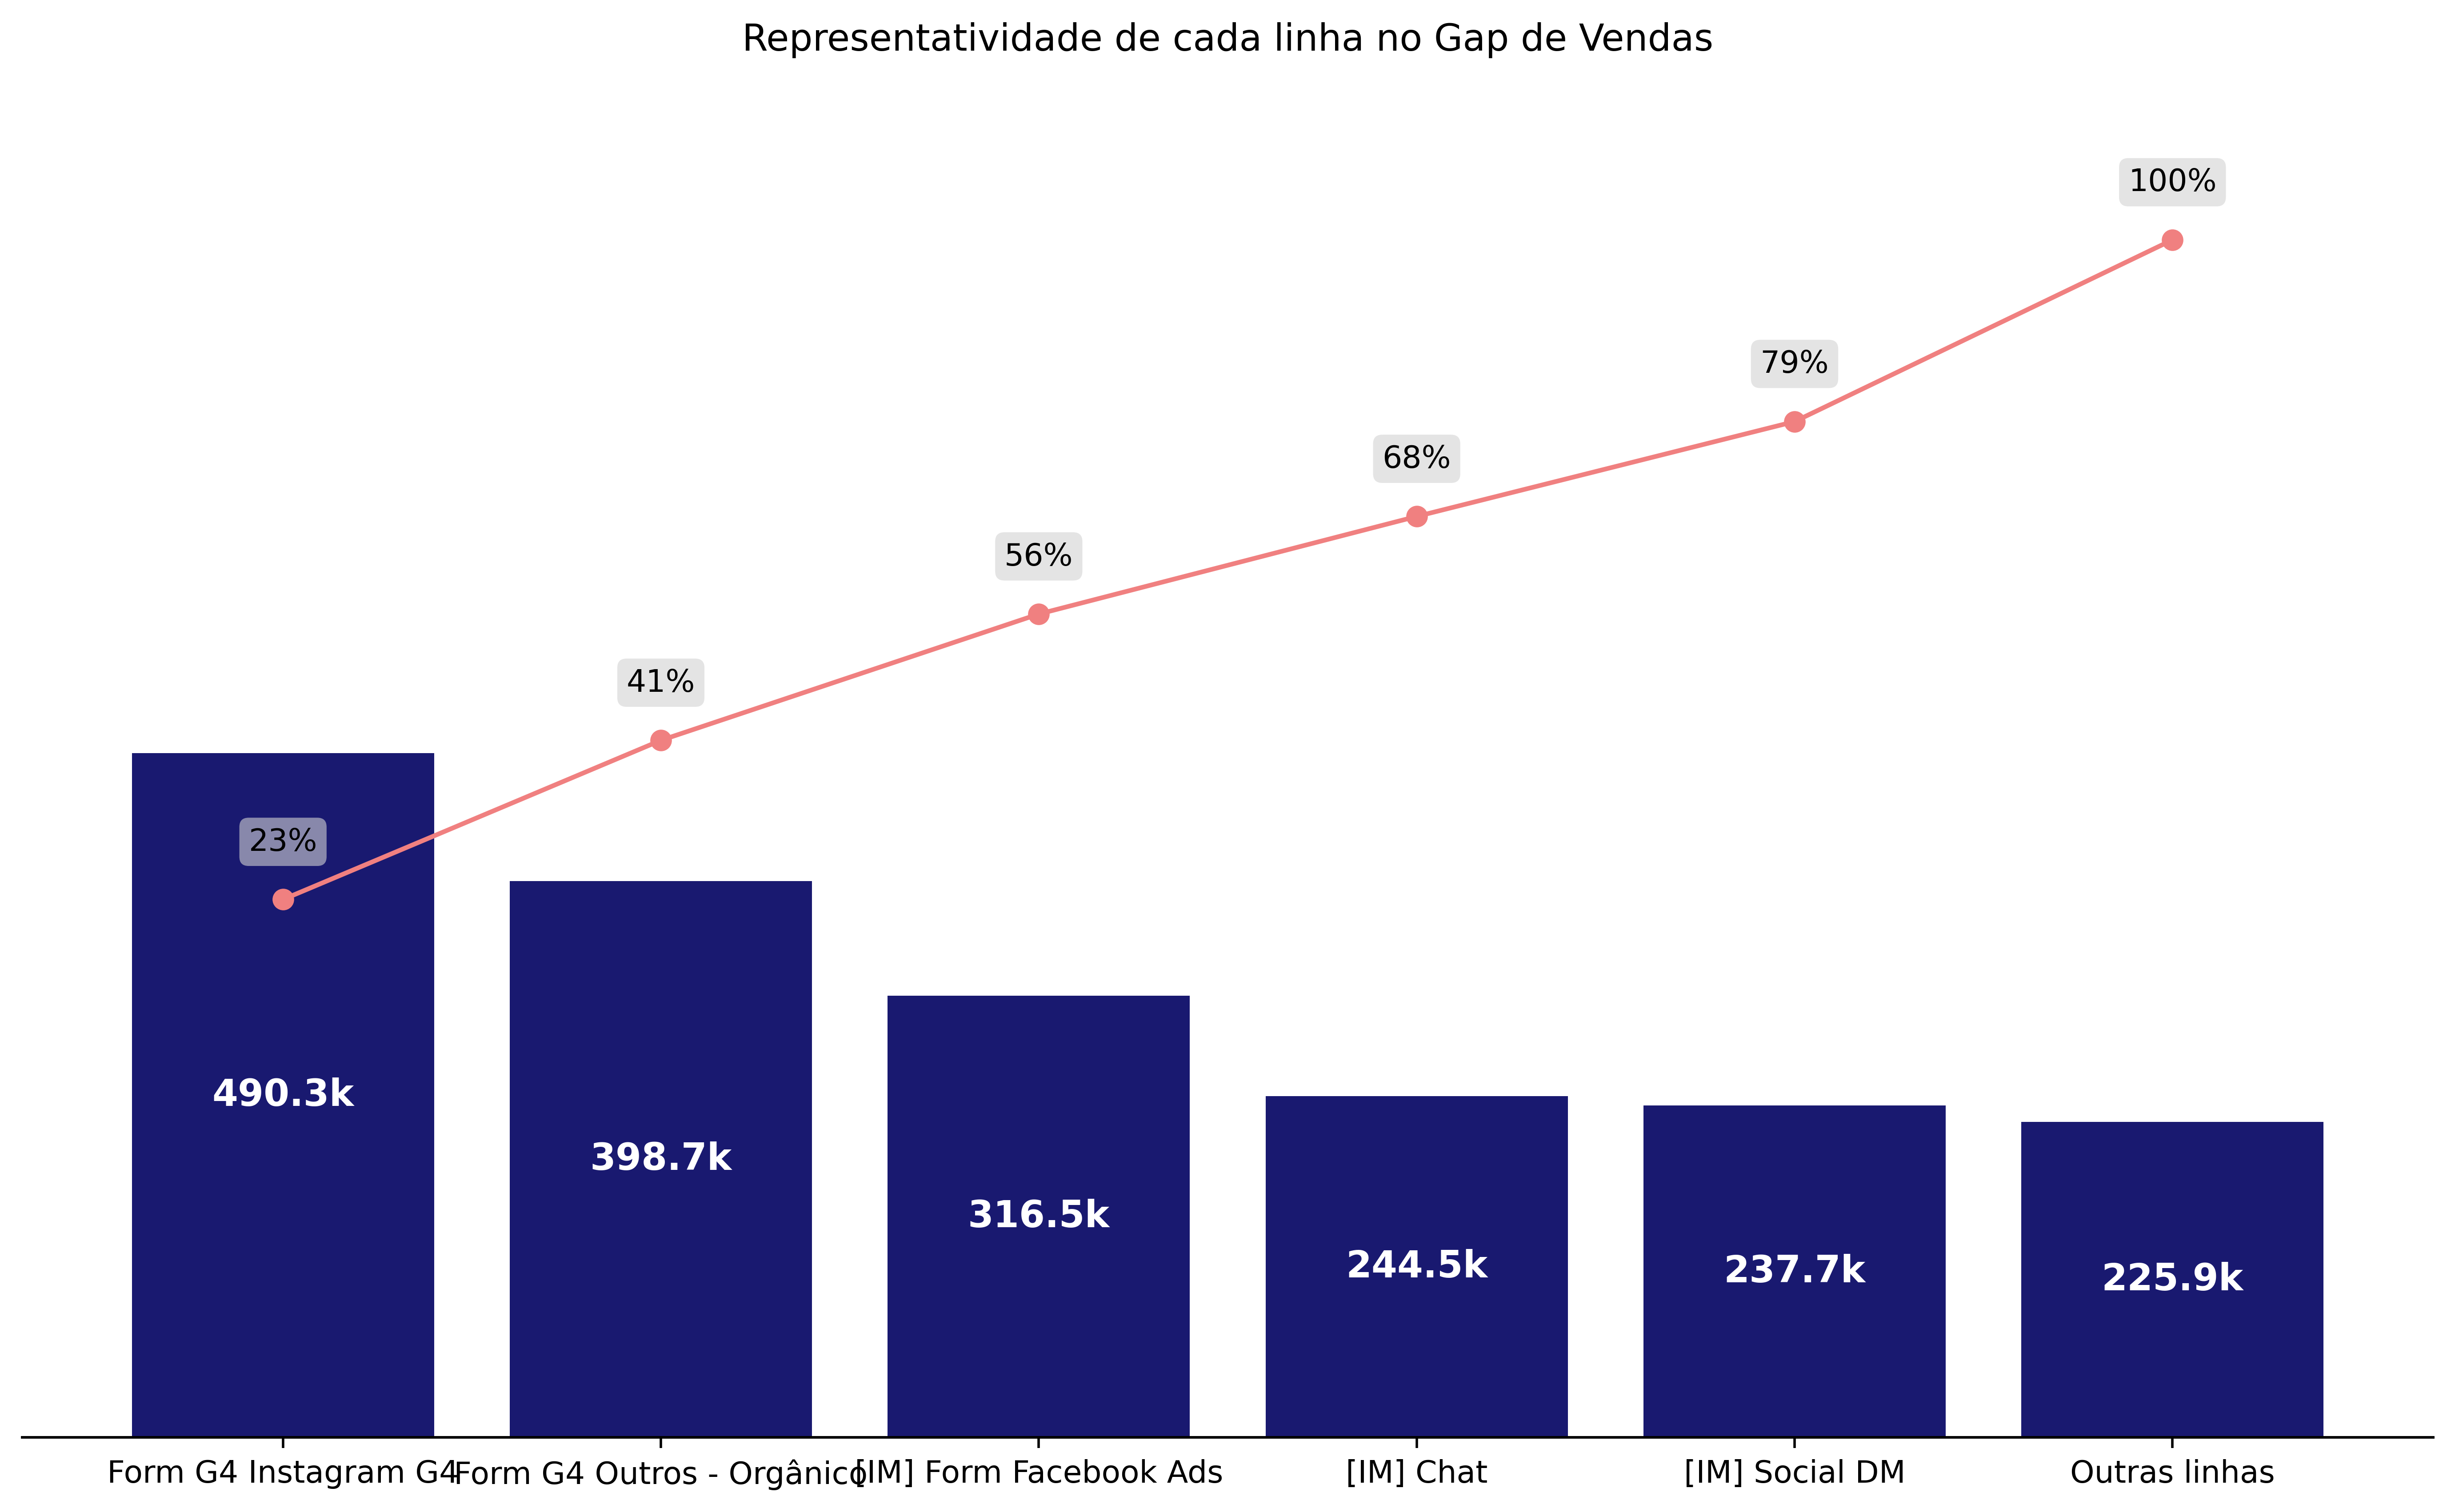 Representatividade de cada linha no Gap de Vendas
100%
79%
68%
56%
41%
23%
490.3k
398.7k
316.5k
244.5k
237.7k
225.9k
Form G4 Instagram G4
Form G4 Outros - Orgânico
[IM] Form Facebook Ads
[IM] Chat
[IM] Social DM
Outras linhas